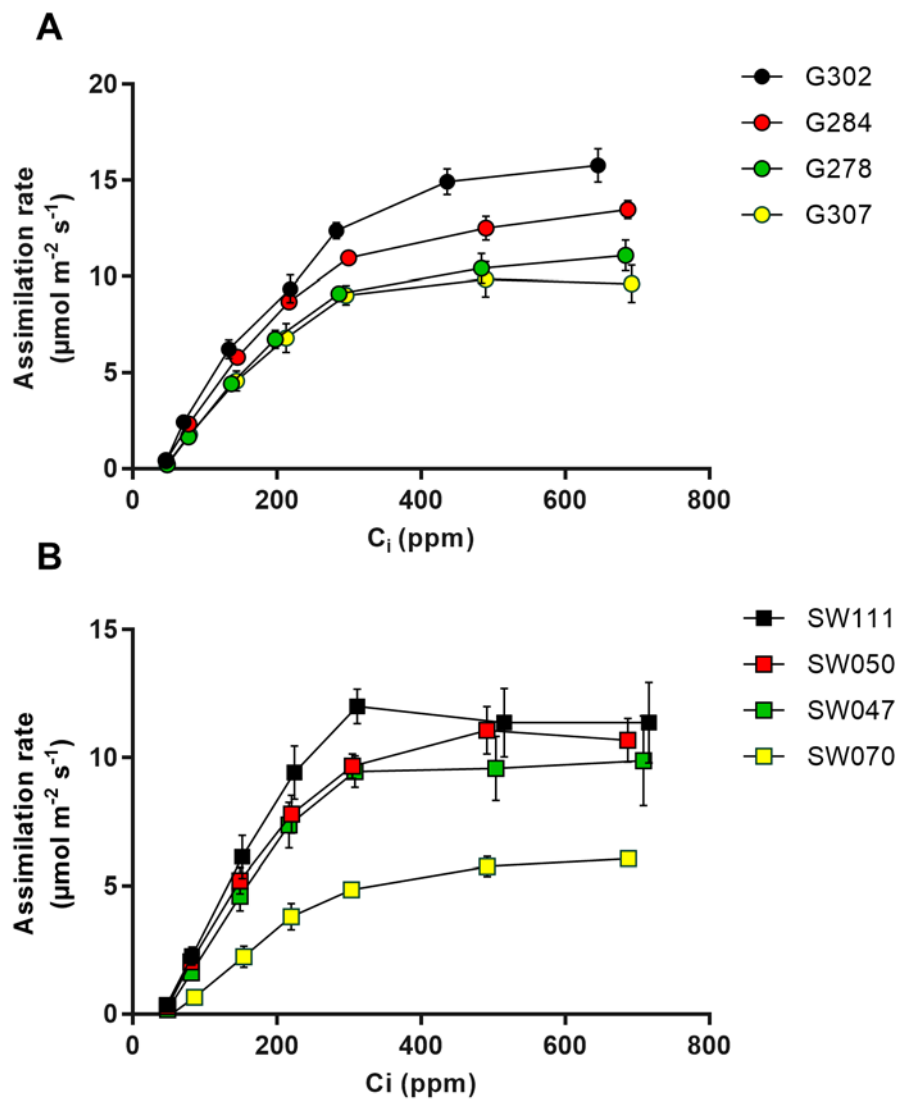 A
G302
G284
G278
G307
Assimilation rate
(µmol m⁻² s⁻¹)
20
15
10
5
0
0 200 400 600 800
Cᵢ (ppm)
B
SW111
SW050
SW047
SW070
Assimilation rate
(µmol m⁻² s⁻¹)
15
10
5
0
0 200 400 600 800
Ci (ppm)